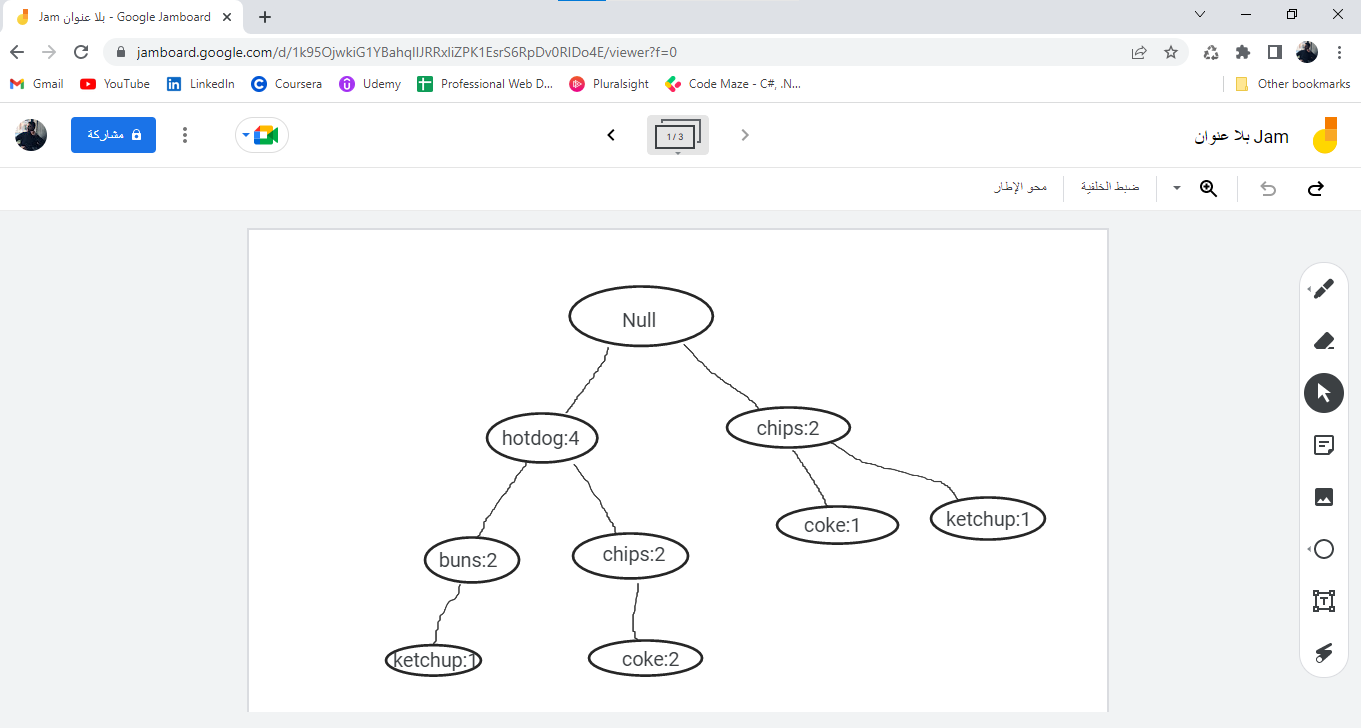 Jam بلا عنوان - Google Jamboard
jamboard.google.com/d/1k95OjwkiG1YBahqIIJRRxIiZPK1EsrS6RpDv0RIDo4E/viewer?f=0
Gmail YouTube LinkedIn Coursera Udemy Professional Web D... Pluralsight Code Maze - C#, .N... Other bookmarks
مشاركة
1 / 3
Jam بلا عنوان
محو الإطار
ضبط الخلفية
Null
hotdog:4
chips:2
coke:1
ketchup:1
buns:2
chips:2
ketchup:1
coke:2